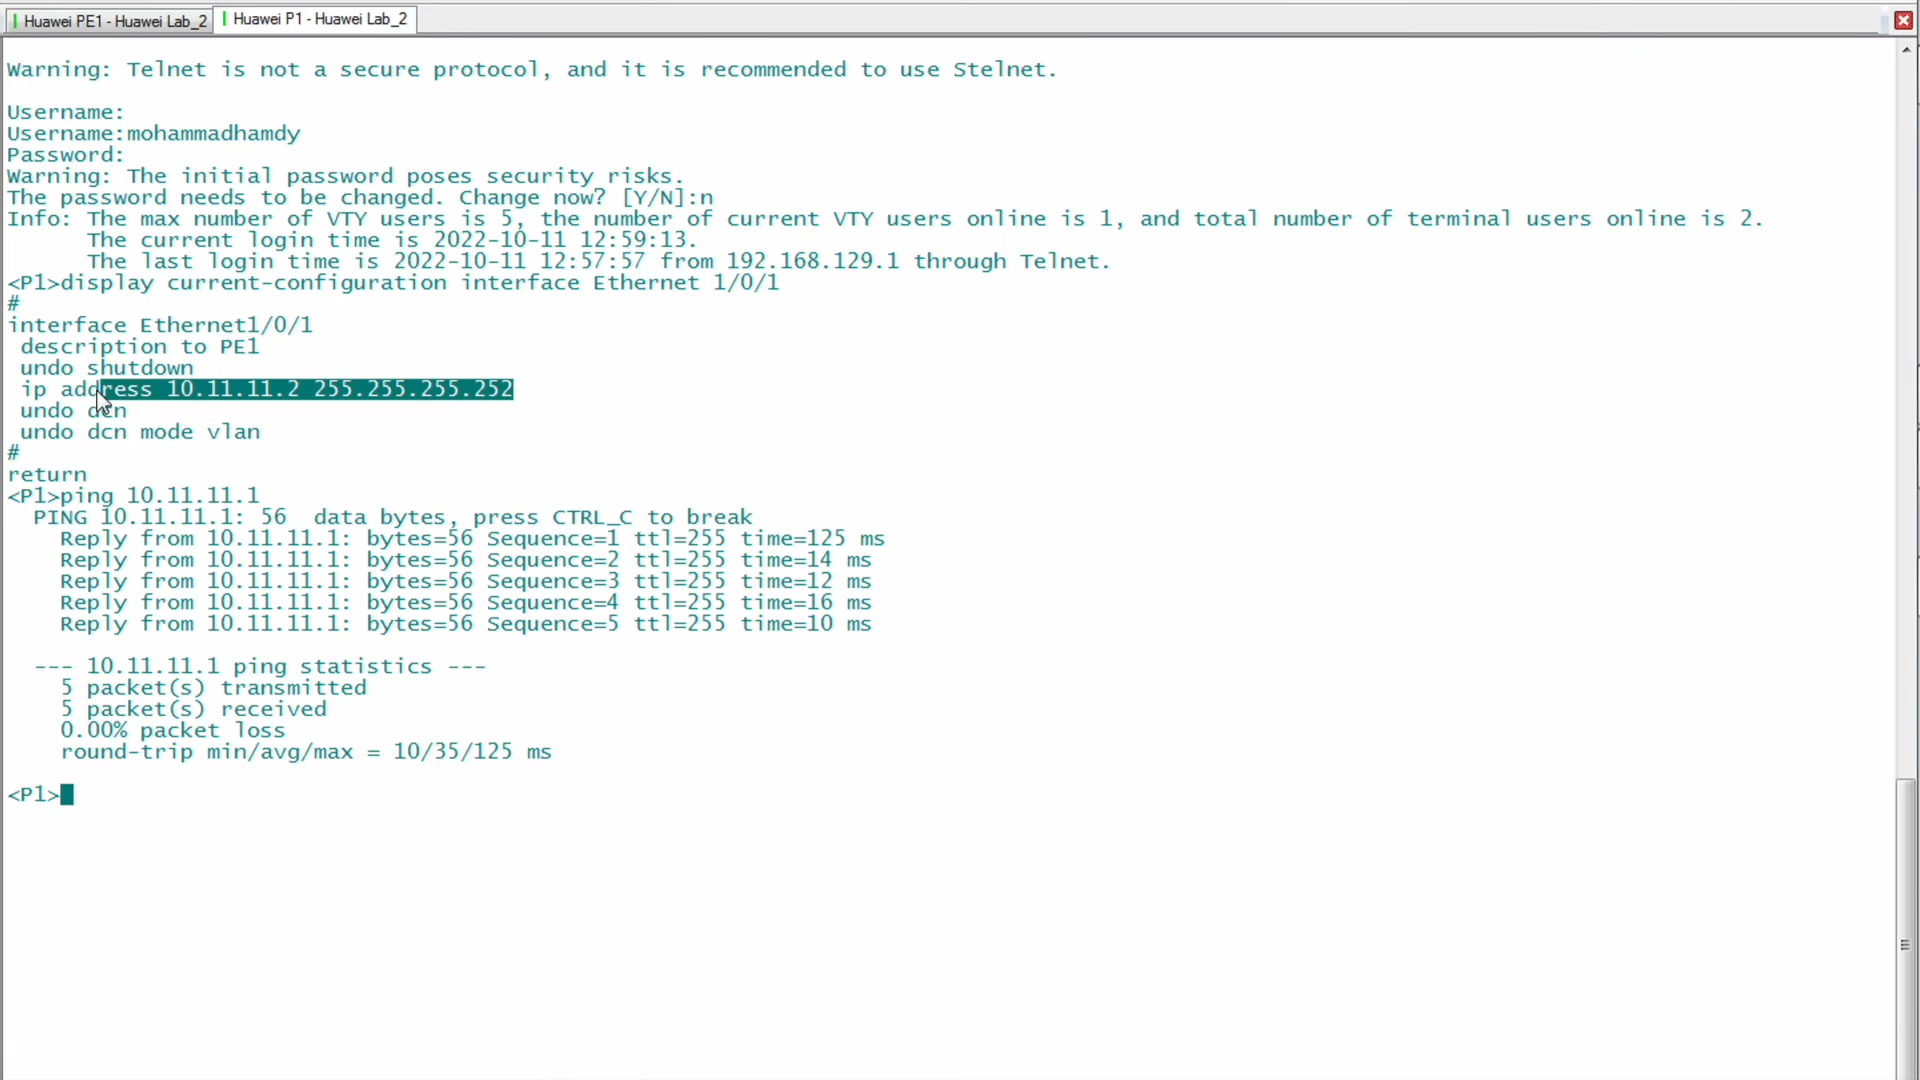 Huawei PE1 - Huawei Lab_2
Huawei P1 - Huawei Lab_2
Warning: Telnet is not a secure protocol, and it is recommended to use Stelnet.
Username:
Username:mohammadhamdy
Password:
Warning: The initial password poses security risks.
The password needs to be changed. Change now? [Y/N]:n
Info: The max number of VTY users is 5, the number of current VTY users online is 1, and total number of terminal users online is 2.
The current login time is 2022-10-11 12:59:13.
The last login time is 2022-10-11 12:57:57 from 192.168.129.1 through Telnet.
<P1>display current-configuration interface Ethernet 1/0/1
#
interface Ethernet1/0/1
description to PE1
undo shutdown
ip address 10.11.11.2 255.255.255.252
undo dcn
undo dcn mode vlan
#
return
<P1>ping 10.11.11.1
PING 10.11.11.1: 56  data bytes, press CTRL_C to break
Reply from 10.11.11.1: bytes=56 Sequence=1 ttl=255 time=125 ms
Reply from 10.11.11.1: bytes=56 Sequence=2 ttl=255 time=14 ms
Reply from 10.11.11.1: bytes=56 Sequence=3 ttl=255 time=12 ms
Reply from 10.11.11.1: bytes=56 Sequence=4 ttl=255 time=16 ms
Reply from 10.11.11.1: bytes=56 Sequence=5 ttl=255 time=10 ms
--- 10.11.11.1 ping statistics ---
5 packet(s) transmitted
5 packet(s) received
0.00% packet loss
round-trip min/avg/max = 10/35/125 ms
<P1>